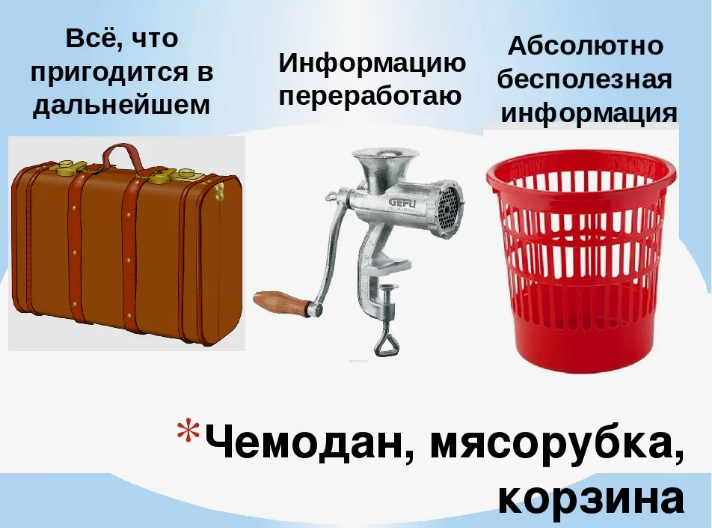 Всё, что
пригодится в
дальнейшем
Информацию
переработаю
Абсолютно
бесполезная
информация
GEFU
*Чемодан, мясорубка,
корзина